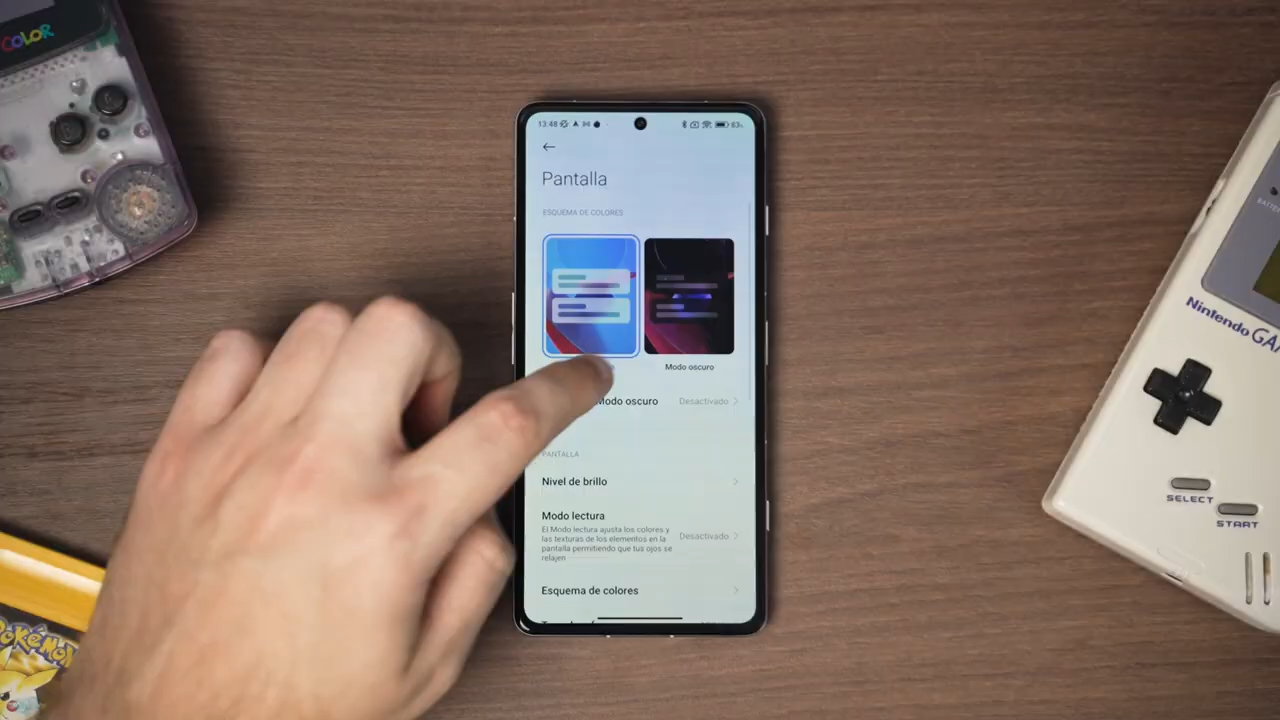 COLOR
13:48
83
Pantalla
ESQUEMA DE COLORES
Modo oscuro
Modo oscuro
Desactivado
PANTALLA
Nivel de brillo
Modo lectura
El Modo lectura ajusta los colores y
las texturas de los elementos en la
pantalla permitiendo que tus ojos se
relajen
Desactivado
Esquema de colores
Nintendo GA
SELECT
START
POKéMON